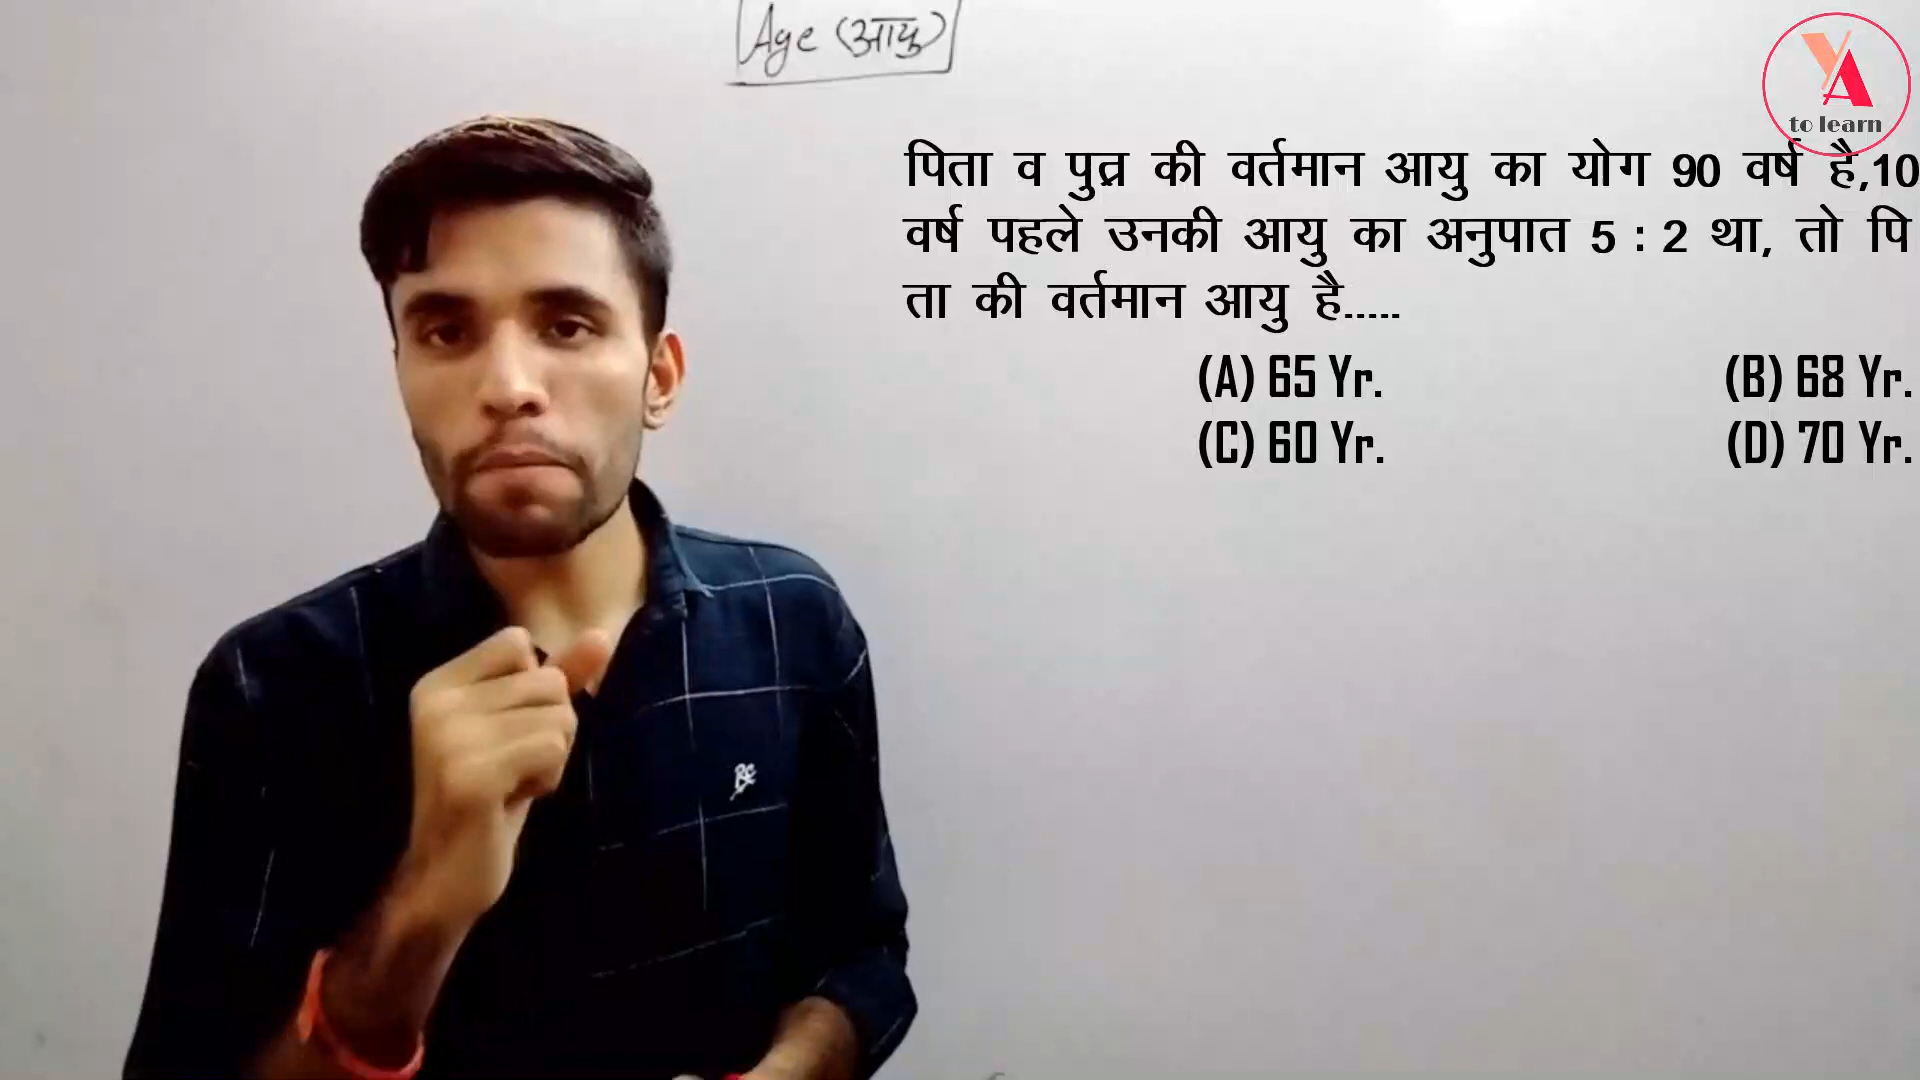 Age (आयु)
YA
to learn
पिता व पुत्र की वर्तमान आयु का योग 90 वर्ष है,10
वर्ष पहले उनकी आयु का अनुपात 5 : 2 था, तो पि
ता की वर्तमान आयु है.....
(A) 65 Yr. (B) 68 Yr.
(C) 60 Yr. (D) 70 Yr.